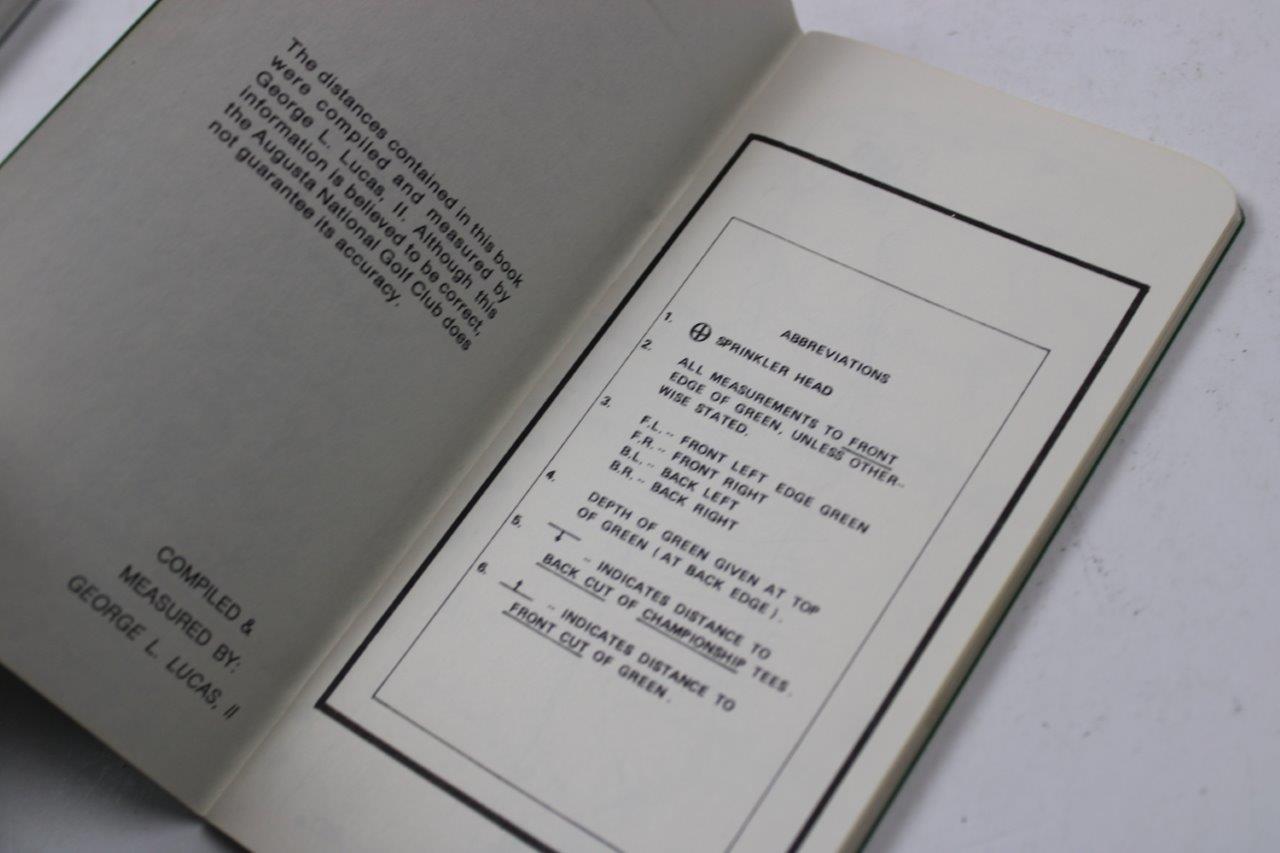 The distances contained in this book
were compiled and measured by
George L. Lucas, II. Although this
information is believed to be correct,
the Augusta National Golf Club does
not guarantee its accuracy.
COMPILED &
MEASURED BY:
GEORGE L. LUCAS, II
ABBREVIATIONS
1. SPRINKLER HEAD
2. ALL MEASUREMENTS TO FRONT
EDGE OF GREEN, UNLESS OTHER-
WISE STATED.
3. F.L. - FRONT LEFT EDGE GREEN
F.R. - FRONT RIGHT
B.L. - BACK LEFT
B.R. - BACK RIGHT
4. DEPTH OF GREEN GIVEN AT TOP
OF GREEN (AT BACK EDGE).
5. - INDICATES DISTANCE TO
BACK CUT OF CHAMPIONSHIP TEES.
6. - INDICATES DISTANCE TO
FRONT CUT OF GREEN.